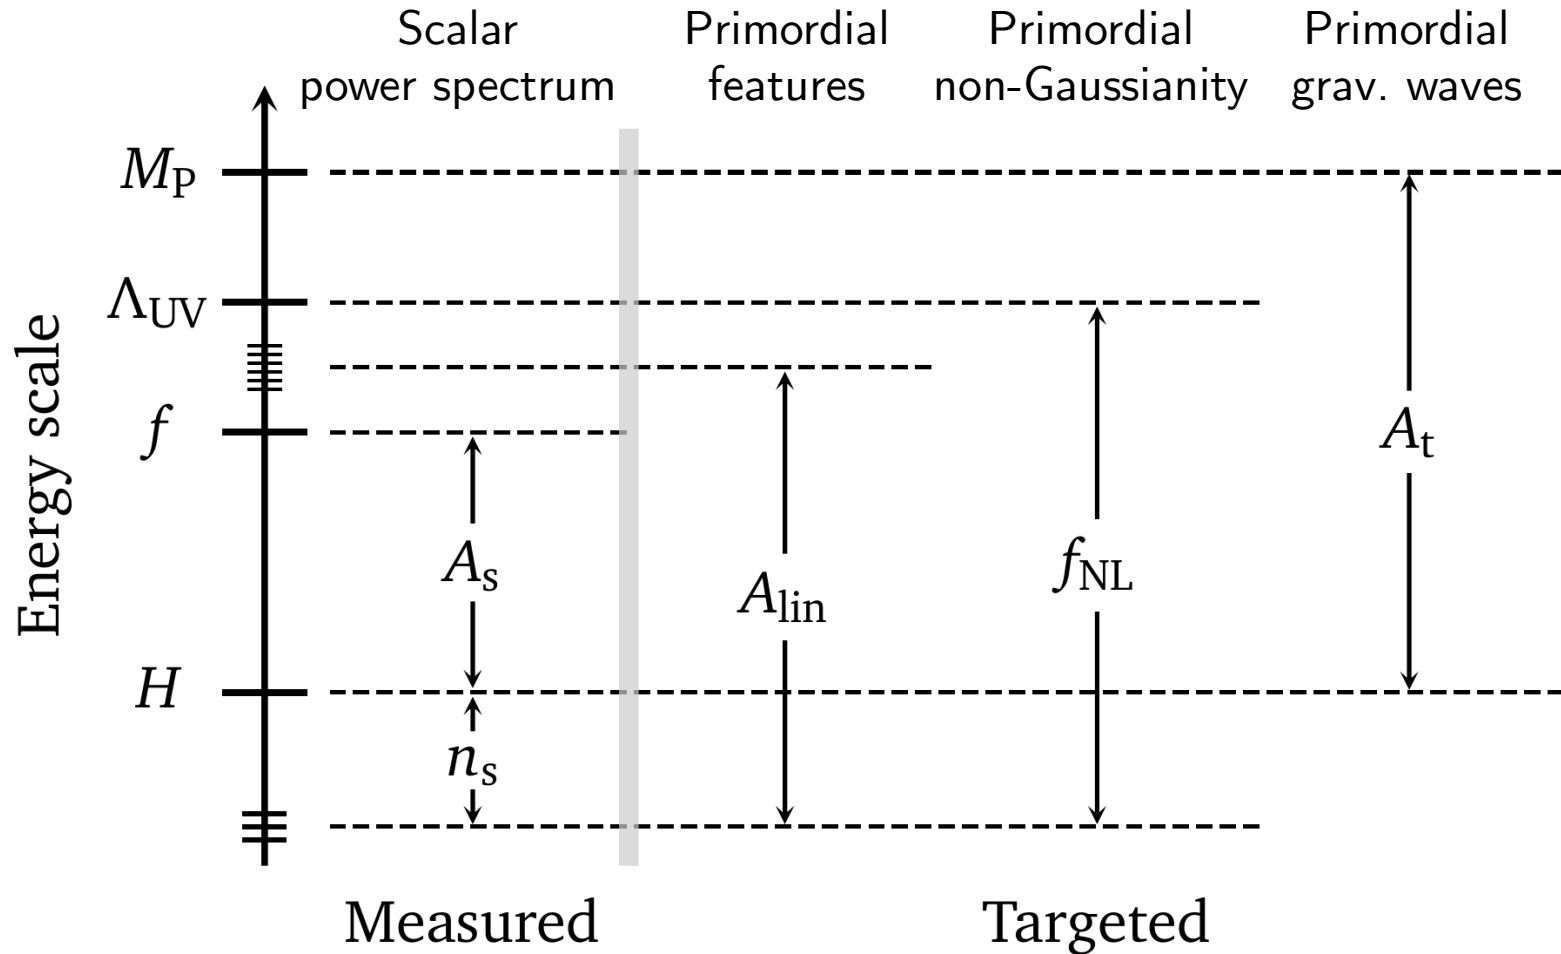 Scalar
power spectrum
Primordial
features
Primordial
non-Gaussianity
Primordial
grav. waves
Energy scale
M_P
Λ_UV
f
H
A_s
n_s
A_lin
f_NL
A_t
Measured
Targeted